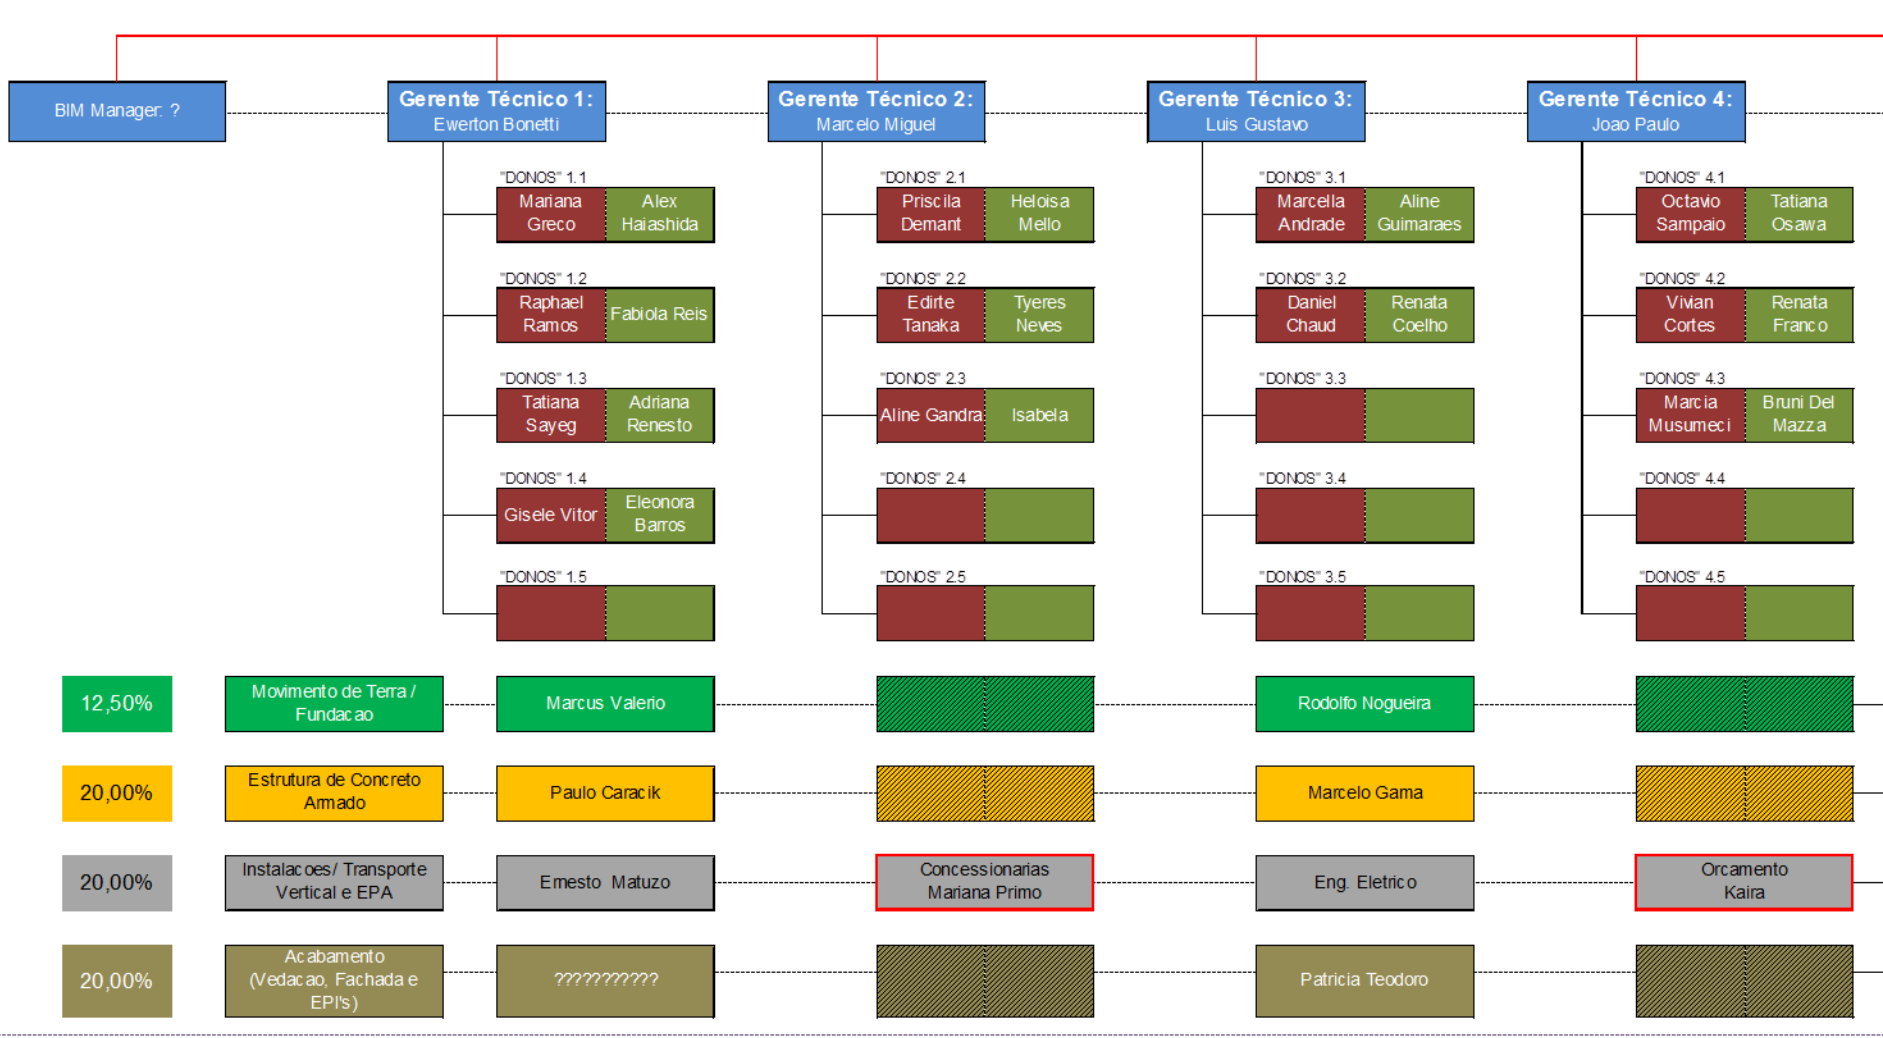 BIM Manager: ?
Gerente Técnico 1:
Ewerton Bonetti
Gerente Técnico 2:
Marcelo Miguel
Gerente Técnico 3:
Luis Gustavo
Gerente Técnico 4:
Joao Paulo
"DONOS" 1.1
Mariana
Greco
Alex
Haiashida
"DONOS" 2.1
Priscila
Demant
Heloisa
Mello
"DONOS" 3.1
Marcella
Andrade
Aline
Guimaraes
"DONOS" 4.1
Octavio
Sampaio
Tatiana
Osawa
"DONOS" 1.2
Raphael
Ramos
Fabiola Reis
"DONOS" 2.2
Edirte
Tanaka
Tyeres
Neves
"DONOS" 3.2
Daniel
Chaud
Renata
Coelho
"DONOS" 4.2
Vivian
Cortes
Renata
Franco
"DONOS" 1.3
Tatiana
Sayeg
Adriana
Renesto
"DONOS" 2.3
Aline Gandra
Isabela
"DONOS" 3.3
"DONOS" 4.3
Marcia
Musumeci
Bruni Del
Mazza
"DONOS" 1.4
Gisele Vitor
Eleonora
Barros
"DONOS" 2.4
"DONOS" 3.4
"DONOS" 4.4
"DONOS" 1.5
"DONOS" 2.5
"DONOS" 3.5
"DONOS" 4.5
12,50%
Movimento de Terra /
Fundacao
Marcus Valerio
Rodolfo Nogueira
20,00%
Estrutura de Concreto
Armado
Paulo Caracik
Marcelo Gama
20,00%
Instalacoes/ Transporte
Vertical e EPA
Ernesto Matuzo
Concessionarias
Mariana Primo
Eng. Eletrico
Orcamento
Kaira
20,00%
Acabamento
(Vedacao, Fachada e
EPI's)
???????????
Patricia Teodoro